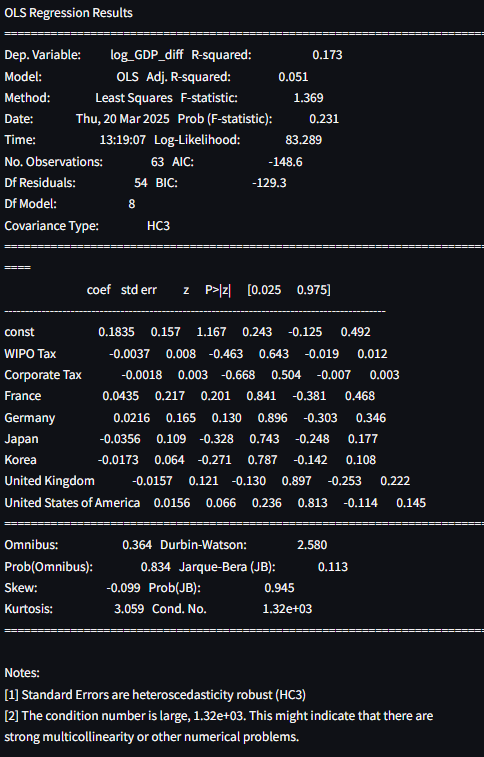 OLS Regression Results
==============================================================================
Dep. Variable: log_GDP_diff R-squared: 0.173
Model: OLS Adj. R-squared: 0.051
Method: Least Squares F-statistic: 1.369
Date: Thu, 20 Mar 2025 Prob (F-statistic): 0.231
Time: 13:19:07 Log-Likelihood: 83.289
No. Observations: 63 AIC: -148.6
Df Residuals: 54 BIC: -129.3
Df Model: 8
Covariance Type: HC3
==============================================================================
====
coef std err z P>|z| [0.025 0.975]
------------------------------------------------------------------------------
const 0.1835 0.157 1.167 0.243 -0.125 0.492
WIPO Tax -0.0037 0.008 -0.463 0.643 -0.019 0.012
Corporate Tax -0.0018 0.003 -0.668 0.504 -0.007 0.003
France 0.0435 0.217 0.201 0.841 -0.381 0.468
Germany 0.0216 0.165 0.130 0.896 -0.303 0.346
Japan -0.0356 0.109 -0.328 0.743 -0.248 0.177
Korea -0.0173 0.064 -0.271 0.787 -0.142 0.108
United Kingdom -0.0157 0.121 -0.130 0.897 -0.253 0.222
United States of America 0.0156 0.066 0.236 0.813 -0.114 0.145
==============================================================================
Omnibus: 0.364 Durbin-Watson: 2.580
Prob(Omnibus): 0.834 Jarque-Bera (JB): 0.113
Skew: -0.099 Prob(JB): 0.945
Kurtosis: 3.059 Cond. No. 1.32e+03
==============================================================================
Notes:
[1] Standard Errors are heteroscedasticity robust (HC3)
[2] The condition number is large, 1.32e+03. This might indicate that there are
strong multicollinearity or other numerical problems.